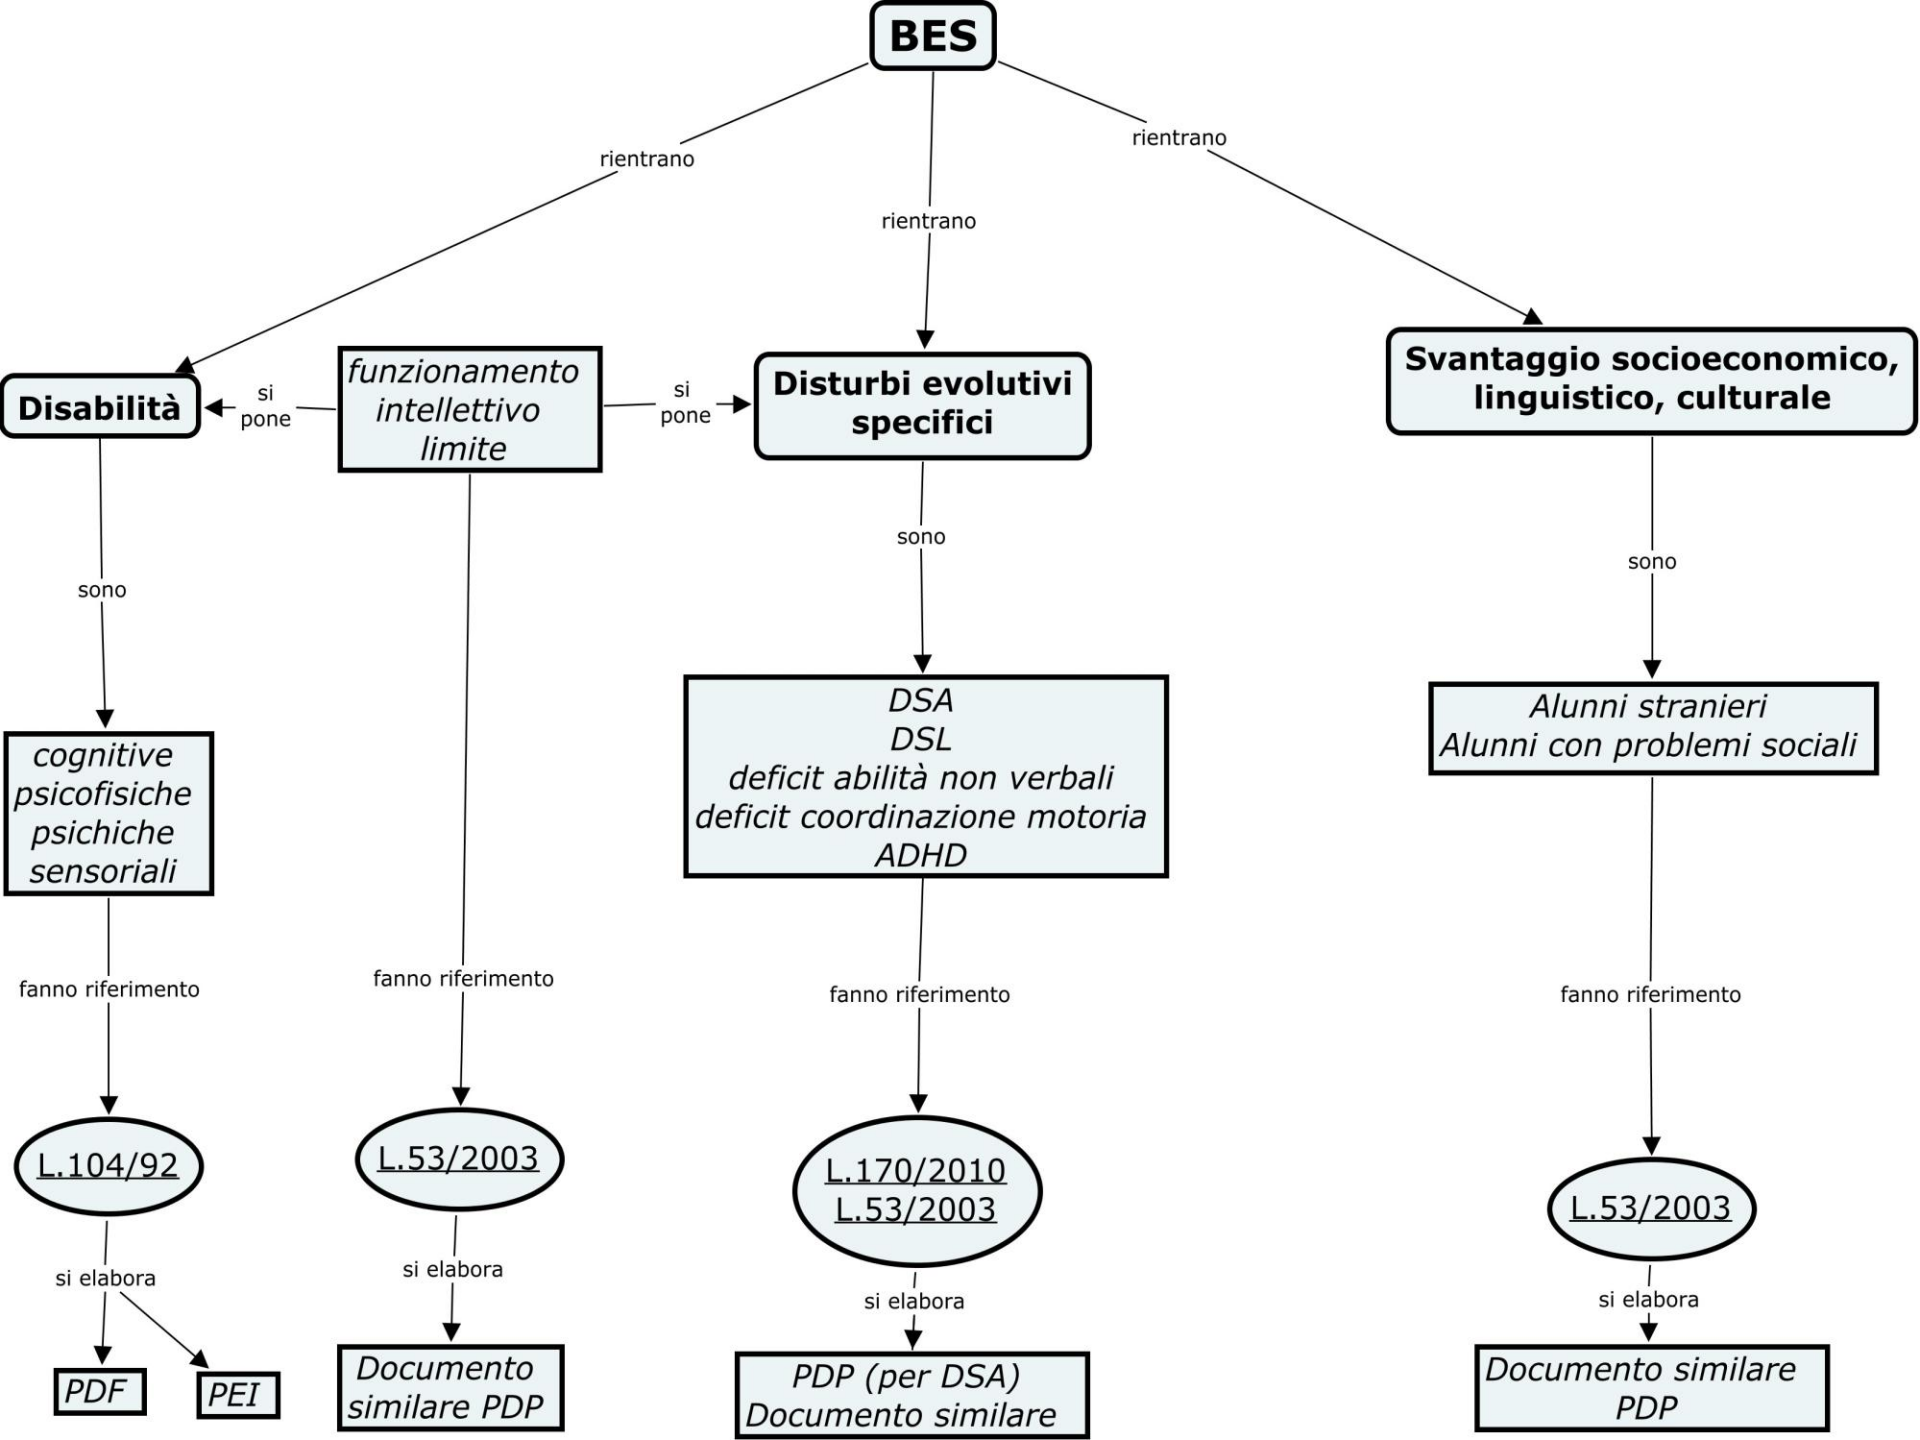 BES
rientrano
rientrano
rientrano
Disabilità
si
pone
funzionamento
intellettivo
limite
si
pone
Disturbi evolutivi
specifici
Svantaggio socioeconomico,
linguistico, culturale
sono
sono
sono
cognitive
psicofisiche
psichiche
sensoriali
DSA
DSL
deficit abilità non verbali
deficit coordinazione motoria
ADHD
Alunni stranieri
Alunni con problemi sociali
fanno riferimento
fanno riferimento
fanno riferimento
fanno riferimento
L.104/92
L.53/2003
L.170/2010
L.53/2003
L.53/2003
si elabora
si elabora
si elabora
si elabora
PDF
PEI
Documento
similare PDP
PDP (per DSA)
Documento similare
Documento similare
PDP